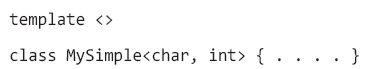 template <>
class MySimple<char, int> { . . . . }